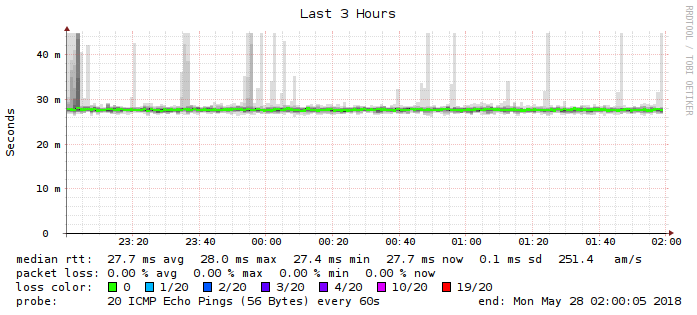 Last 3 Hours
RRDTOOL / TOBI OETIKER
Seconds
40 m
30 m
20 m
10 m
0
23:20 23:40 00:00 00:20 00:40 01:00 01:20 01:40 02:00
median rtt: 27.7 ms avg 28.0 ms max 27.4 ms min 27.7 ms now 0.1 ms sd 251.4 am/s
packet loss: 0.00 % avg 0.00 % max 0.00 % min 0.00 % now
loss color: 0 1/20 2/20 3/20 4/20 10/20 19/20
probe: 20 ICMP Echo Pings (56 Bytes) every 60s end: Mon May 28 02:00:05 2018